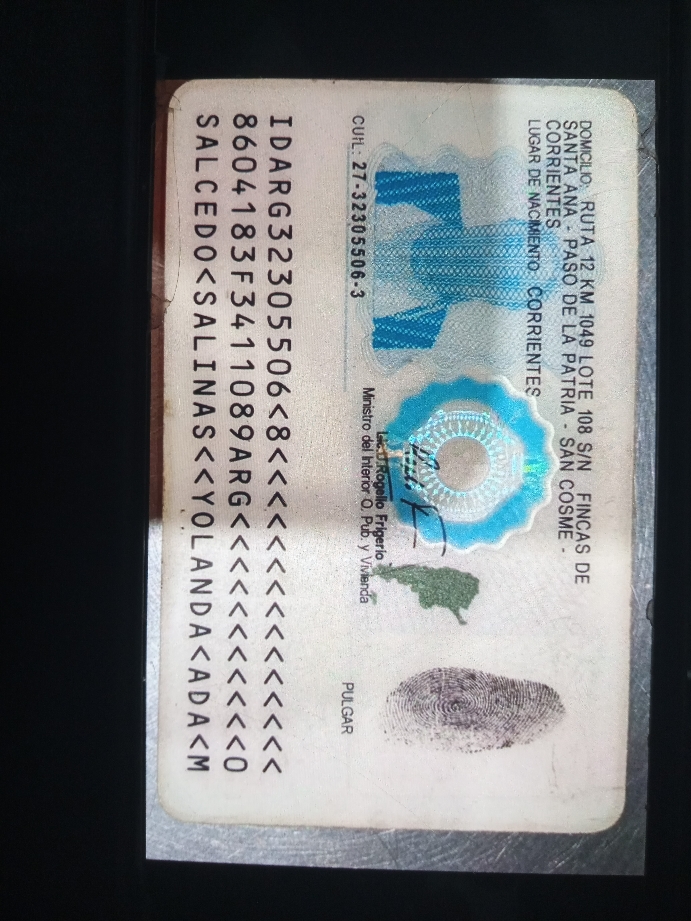 DOMICILIO: RUTA 12 KM 1049 LOTE 108 S/N FINCAS DE
SANTA ANA - PASO DE LA PATRIA - SAN COSME -
CORRIENTES
LUGAR DE NACIMIENTO: CORRIENTES
Rogelio Frigerio
Ministro del Interior O. Pub. y Vivienda
CUIL: 27-32305506-3
PULGAR
IDARG32305506<8<<<<<<<<<<<<<<<
8604183F3411089ARG<<<<<<<<<<<0
SALCEDO<SALINAS<<YOLANDA<ADA<M